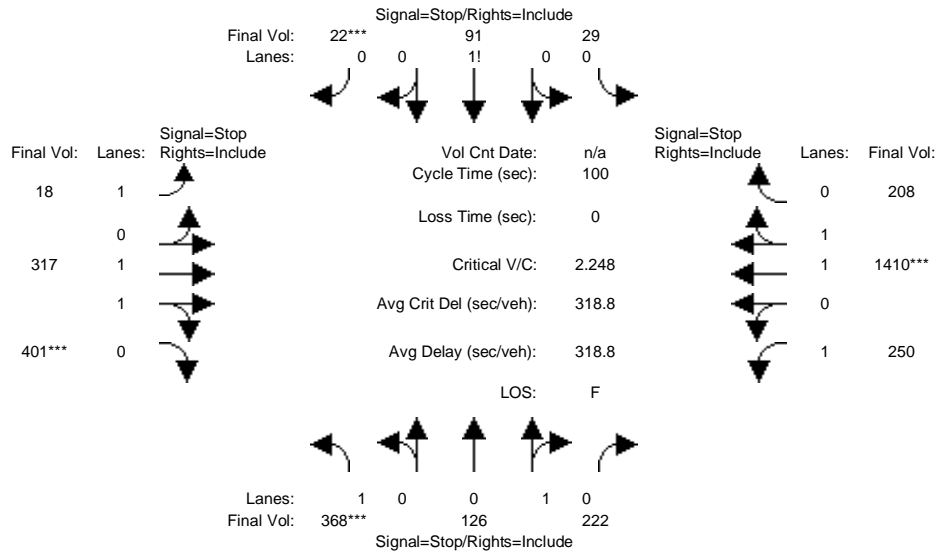 Signal=Stop/Rights=Include
Final Vol: 22*** 91 29
Lanes: 0 0 1! 0 0
Signal=Stop Signal=Stop
Final Vol: Lanes: Rights=Include Vol Cnt Date: n/a Rights=Include Lanes: Final Vol:
Cycle Time (sec): 100
18 1 0 208
Loss Time (sec): 0
0 1
317 1 Critical V/C: 2.248 1 1410***
1 Avg Crit Del (sec/veh): 318.8 0
401*** 0 Avg Delay (sec/veh): 318.8 1 250
LOS: F
Lanes: 1 0 0 1 0
Final Vol: 368*** 126 222
Signal=Stop/Rights=Include